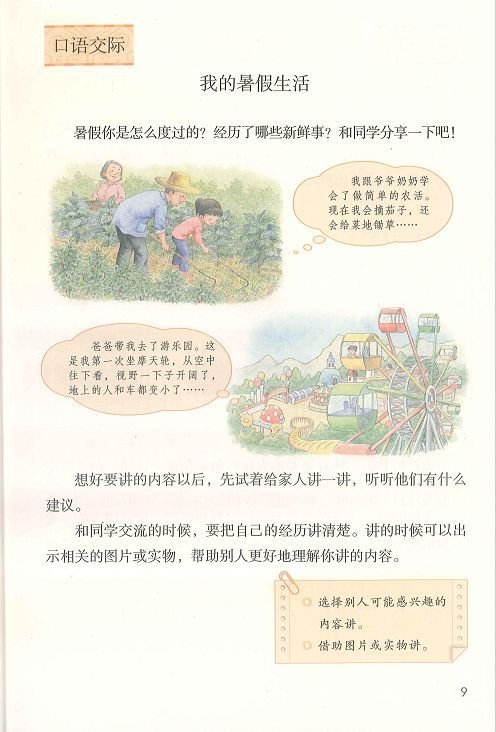 口语交际
我的暑假生活
暑假你是怎么度过的？经历了哪些新鲜事？和同学分享一下吧！
我跟爷爷奶奶学
会了做简单的农活。
现在我会摘茄子，还
会给菜地锄草……
爸爸带我去了游乐园。这
是我第一次坐摩天轮，从空中
往下看，视野一下子开阔了，
地上的人和车都变小了……
想好要讲的内容以后，先试着给家人讲一讲，听听他们有什么
建议。
和同学交流的时候，要把自己的经历讲清楚。讲的时候可以出
示相关的图片或实物，帮助别人更好地理解你讲的内容。
◎ 选择别人可能感兴趣的
内容讲。
◎ 借助图片或实物讲。
9